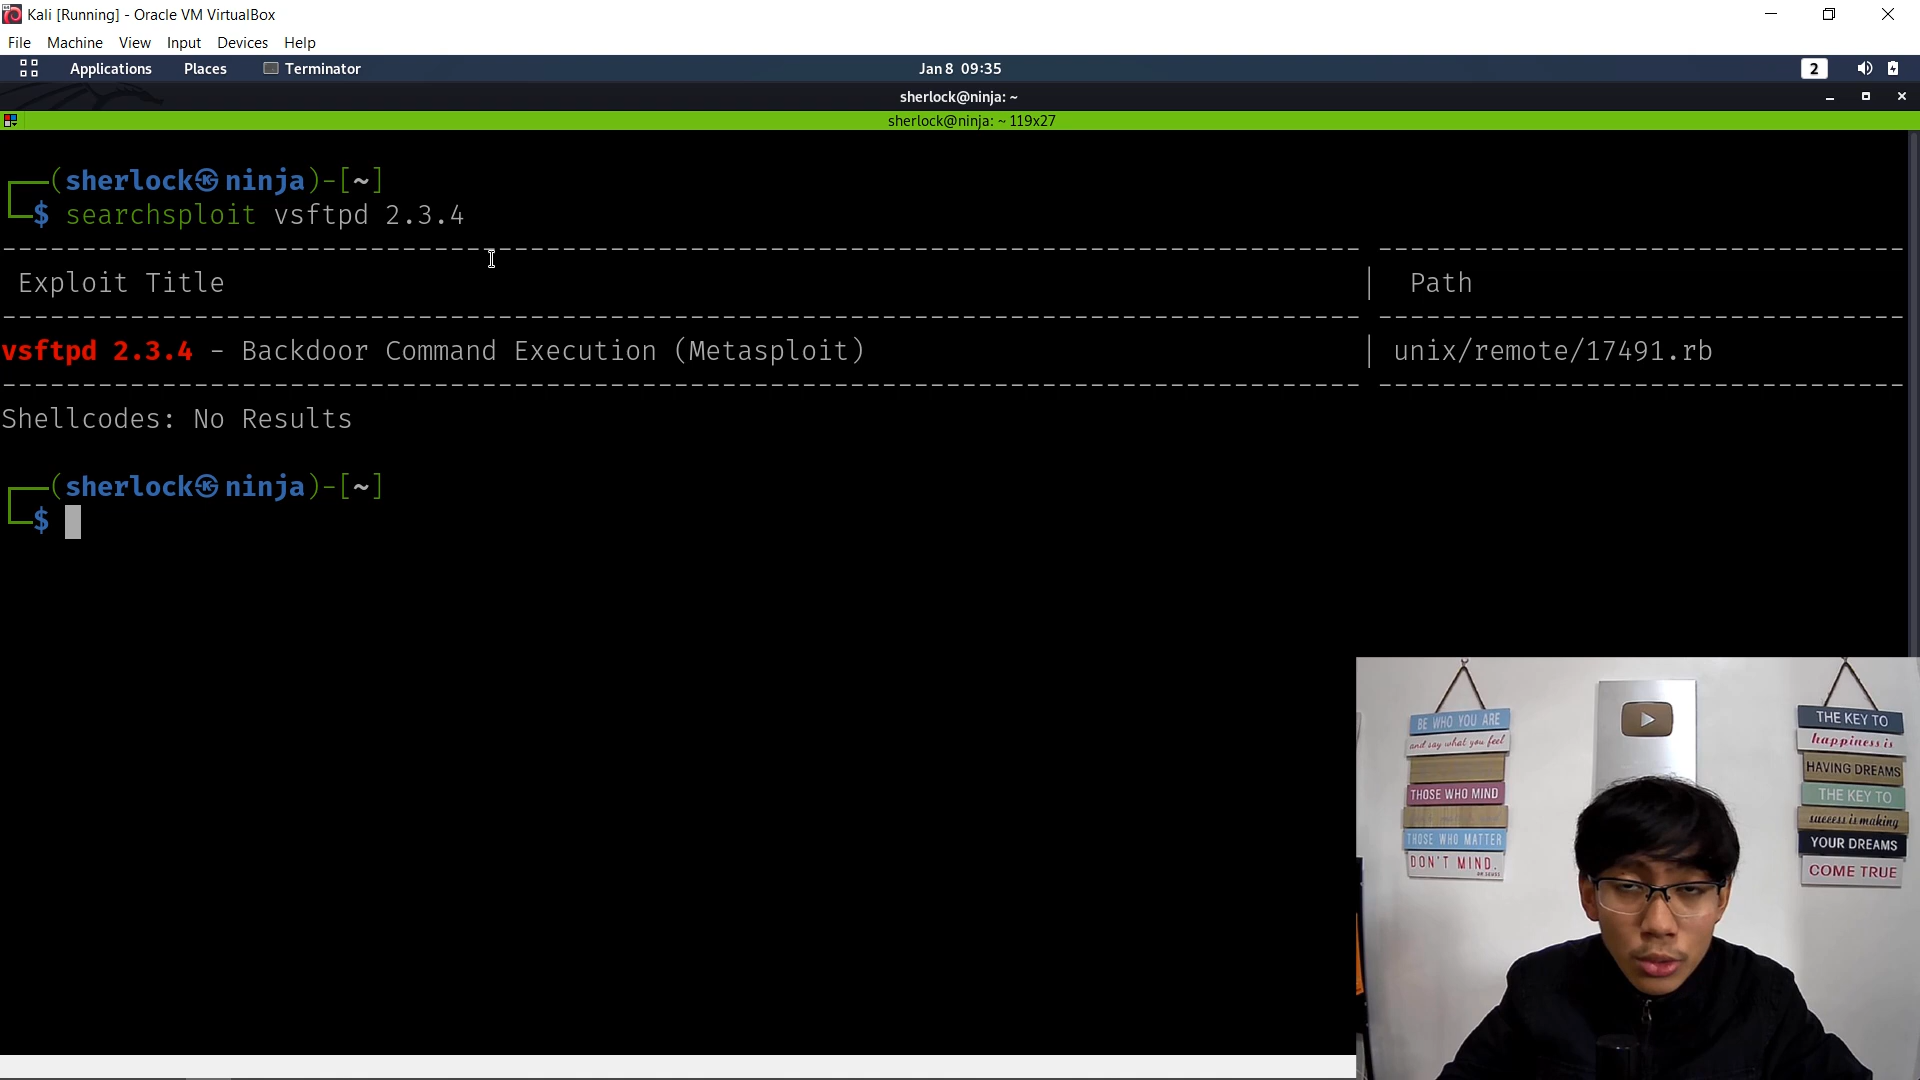 Kali [Running] - Oracle VM VirtualBox
File Machine View Input Devices Help
Applications Places Terminator Jan 8 09:35 2
sherlock@ninja: ~
sherlock@ninja: ~ 119x27
┌──(sherlock㉿ninja)-[~]
└─$ searchsploit vsftpd 2.3.4
Exploit Title | Path
vsftpd 2.3.4 - Backdoor Command Execution (Metasploit) | unix/remote/17491.rb
Shellcodes: No Results
┌──(sherlock㉿ninja)-[~]
└─$
BE WHO YOU ARE
and say what you feel
THOSE WHO MIND
THOSE WHO MATTER
DON'T MIND.
THE KEY TO
happiness is
HAVING DREAMS
THE KEY TO
success is making
YOUR DREAMS
COME TRUE